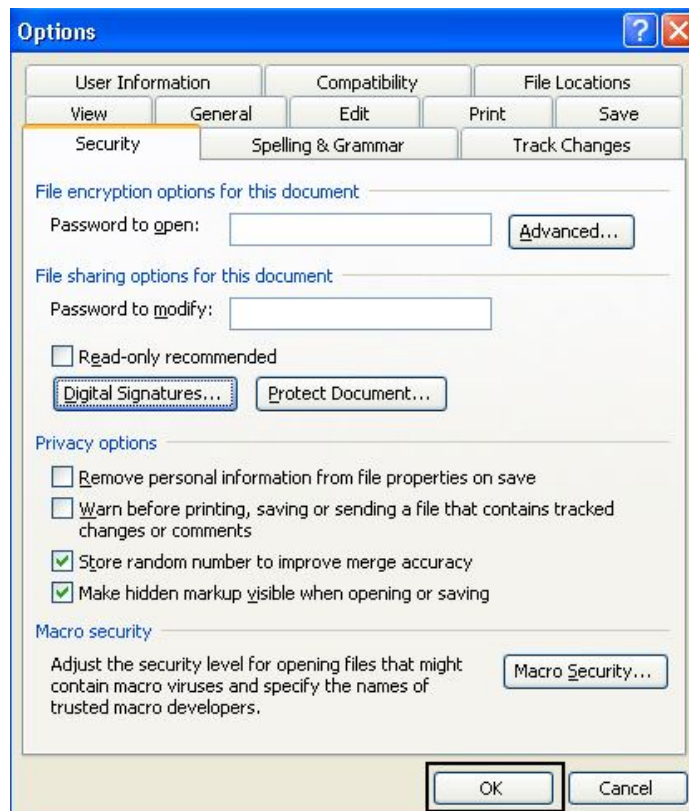 Options
?
User Information Compatibility File Locations
View General Edit Print Save
Security Spelling & Grammar Track Changes
File encryption options for this document
Password to open: Advanced...
File sharing options for this document
Password to modify:
Read-only recommended
Digital Signatures... Protect Document...
Privacy options
Remove personal information from file properties on save
Warn before printing, saving or sending a file that contains tracked
changes or comments
Store random number to improve merge accuracy
Make hidden markup visible when opening or saving
Macro security
Adjust the security level for opening files that might
contain macro viruses and specify the names of
trusted macro developers.
Macro Security...
OK Cancel